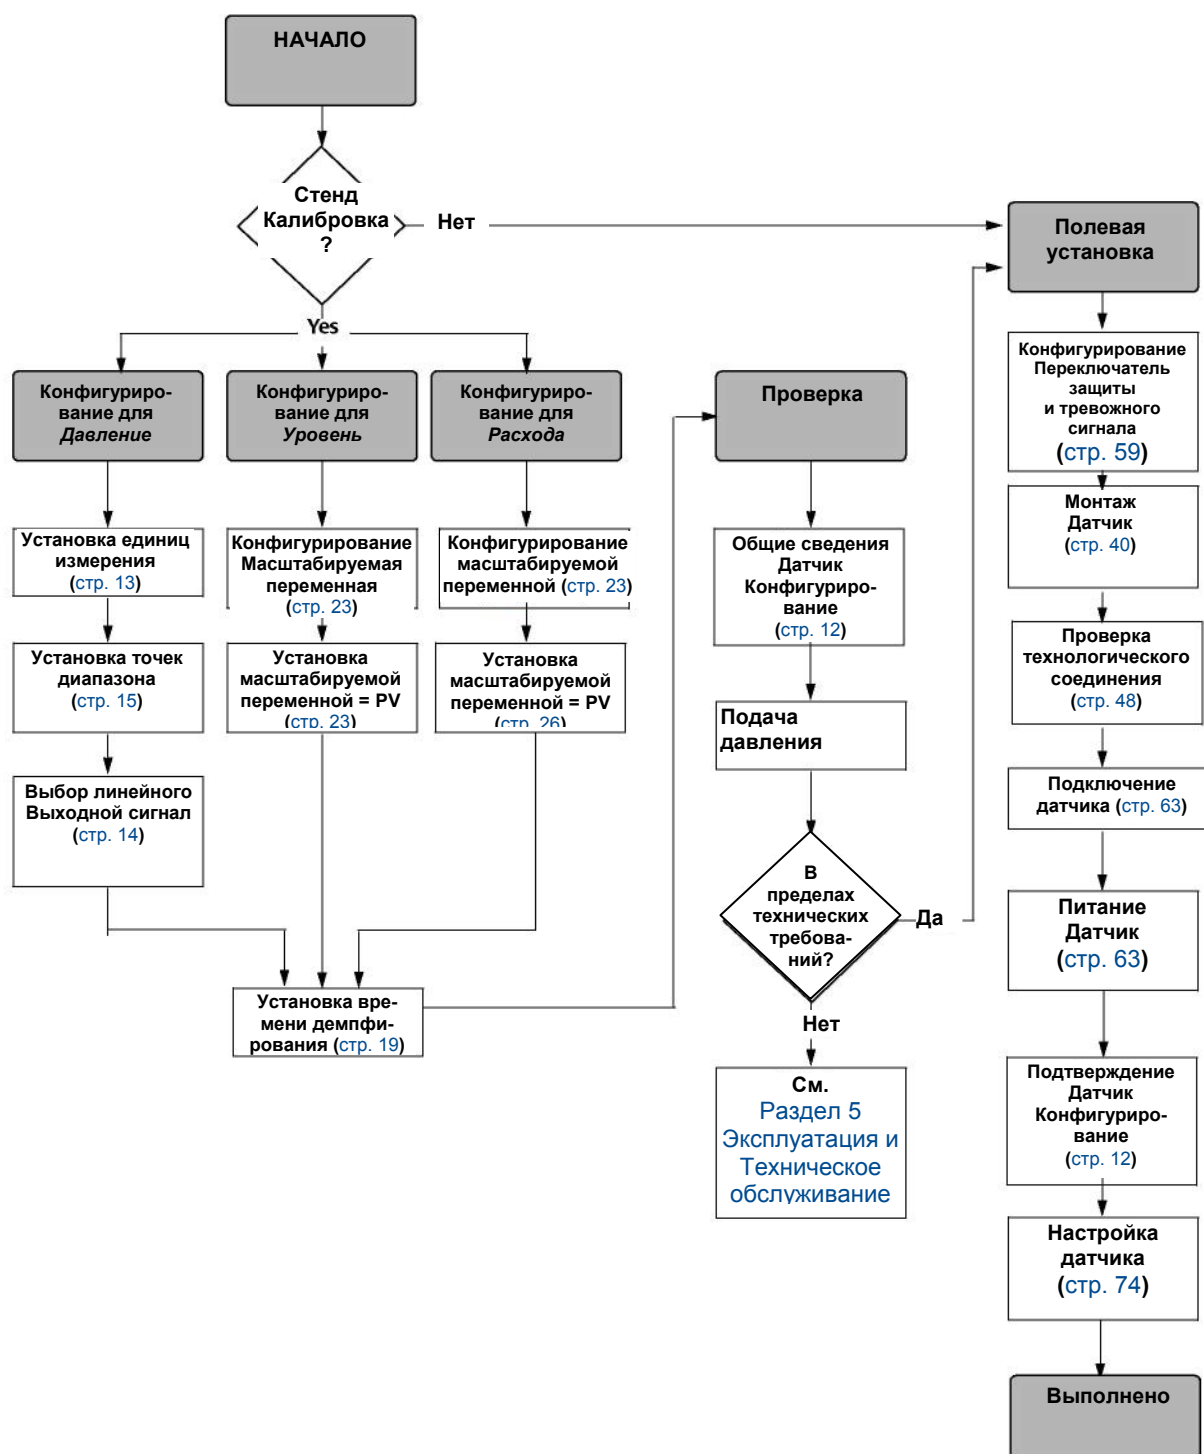 НАЧАЛО
Стенд
Калибровка
?
Нет
Yes
Конфигуриро-
вание для
Давление
Конфигуриро-
вание для
Уровень
Конфигуриро-
вание для
Расхода
Установка единиц
измерения
(стр. 13)
Установка точек
диапазона
(стр. 15)
Выбор линейного
Выходной сигнал
(стр. 14)
Конфигурирование
Масштабируемая
переменная
(стр. 23)
Установка
масштабируемой
переменной = PV
(стр. 23)
Конфигурирование
масштабируемой
переменной (стр. 23)
Установка
масштабируемой
переменной = PV
(стр. 26)
Установка вре-
мени демпфи-
рования (стр. 19)
Проверка
Общие сведения
Датчик
Конфигуриро-
вание
(стр. 12)
Подача
давления
В
пределах
технических
требова-
ний?
Да
Нет
См.
Раздел 5
Эксплуатация и
Техническое
обслуживание
Полевая
установка
Конфигурирование
Переключатель
защиты
и тревожного
сигнала
(стр. 59)
Монтаж
Датчик
(стр. 40)
Проверка
технологического
соединения
(стр. 48)
Подключение
датчика (стр. 63)
Питание
Датчик
(стр. 63)
Подтверждение
Датчик
Конфигуриро-
вание
(стр. 12)
Настройка
датчика
(стр. 74)
Выполнено